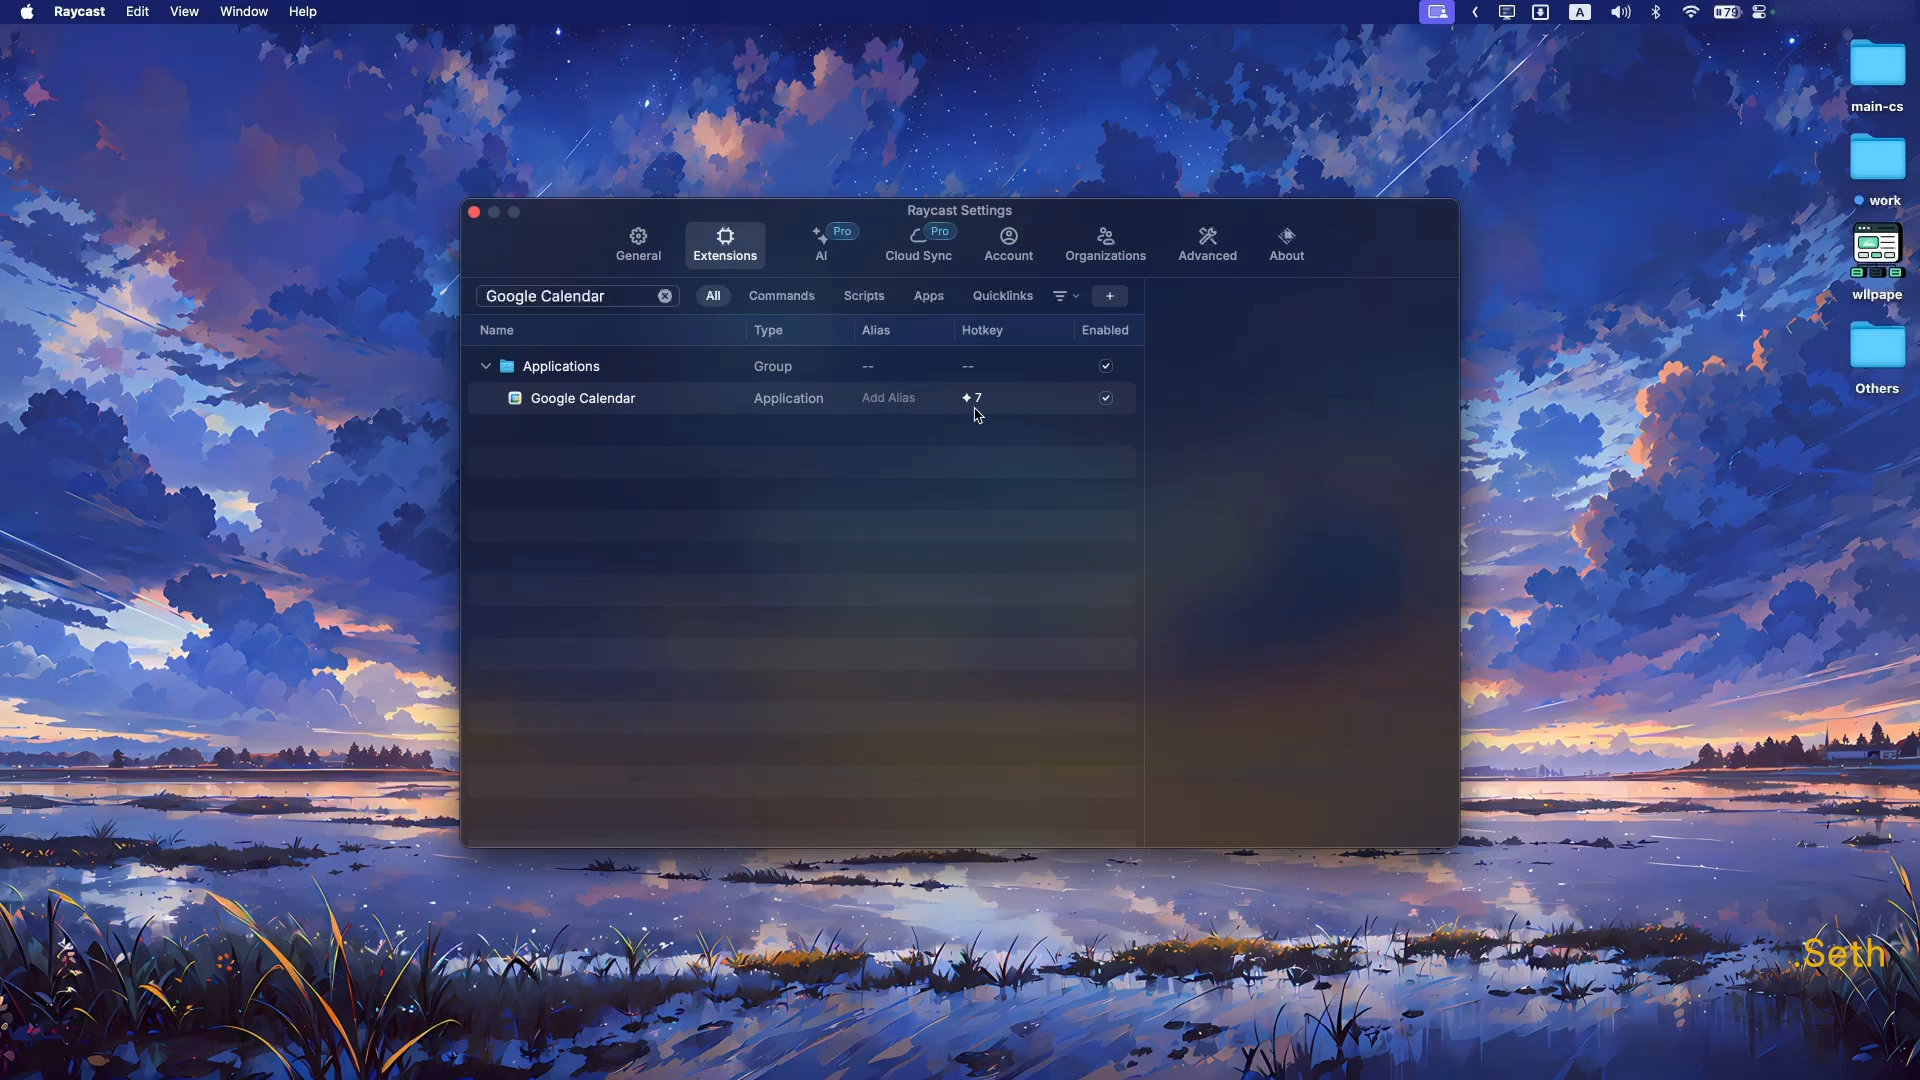 Raycast Edit View Window Help
A
79
main-cs
work
wllpape
Others
Raycast Settings
General
Extensions
Pro
AI
Pro
Cloud Sync
Account
Organizations
Advanced
About
Google Calendar
All Commands Scripts Apps Quicklinks +
Name Type Alias Hotkey Enabled
Applications Group -- --
Google Calendar Application Add Alias ✦ 7
.Seth